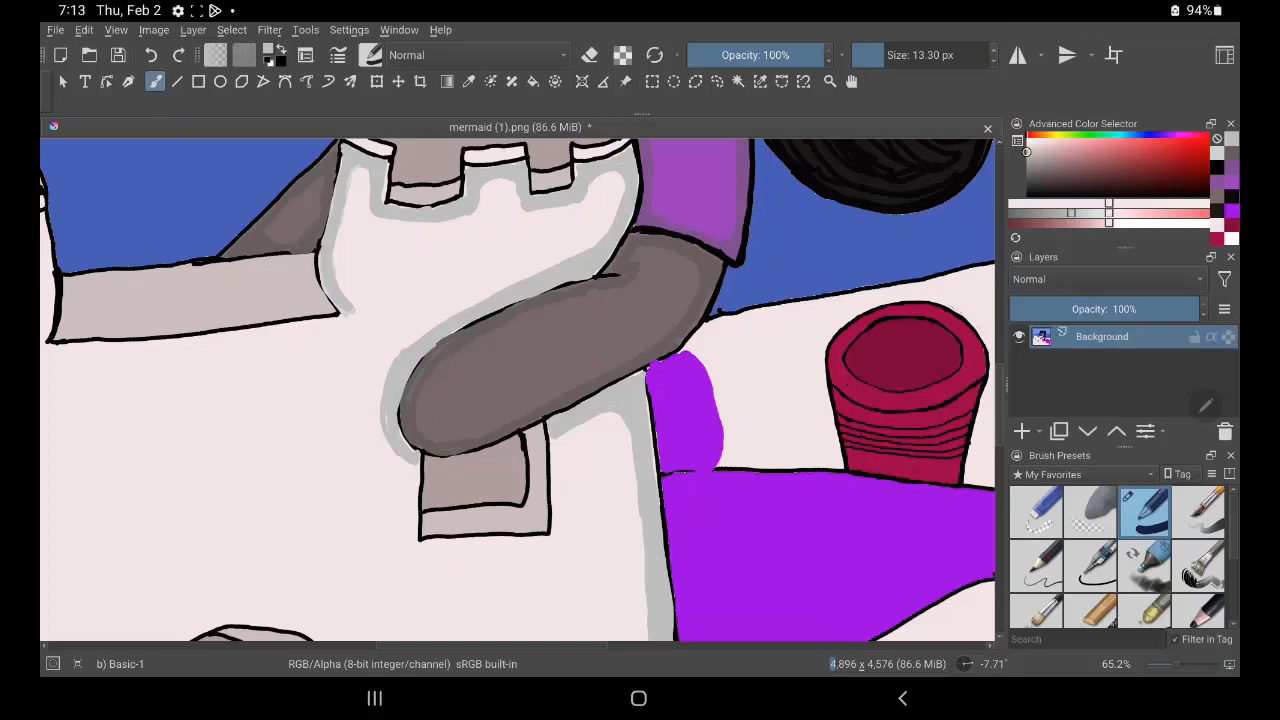 7:13 Thu, Feb 2
94%
File Edit View Image Layer Select Filter Tools Settings Window Help
Normal
Opacity: 100%
Size: 13.30 px
mermaid (1).png (86.6 MiB) *
Advanced Color Selector
Layers
Normal
Opacity: 100%
Background
Brush Presets
★ My Favorites
Tag
Search
✓ Filter in Tag
b) Basic-1
RGB/Alpha (8-bit integer/channel) sRGB built-in
4,896 x 4,576 (86.6 MiB)
-7.71°
65.2%